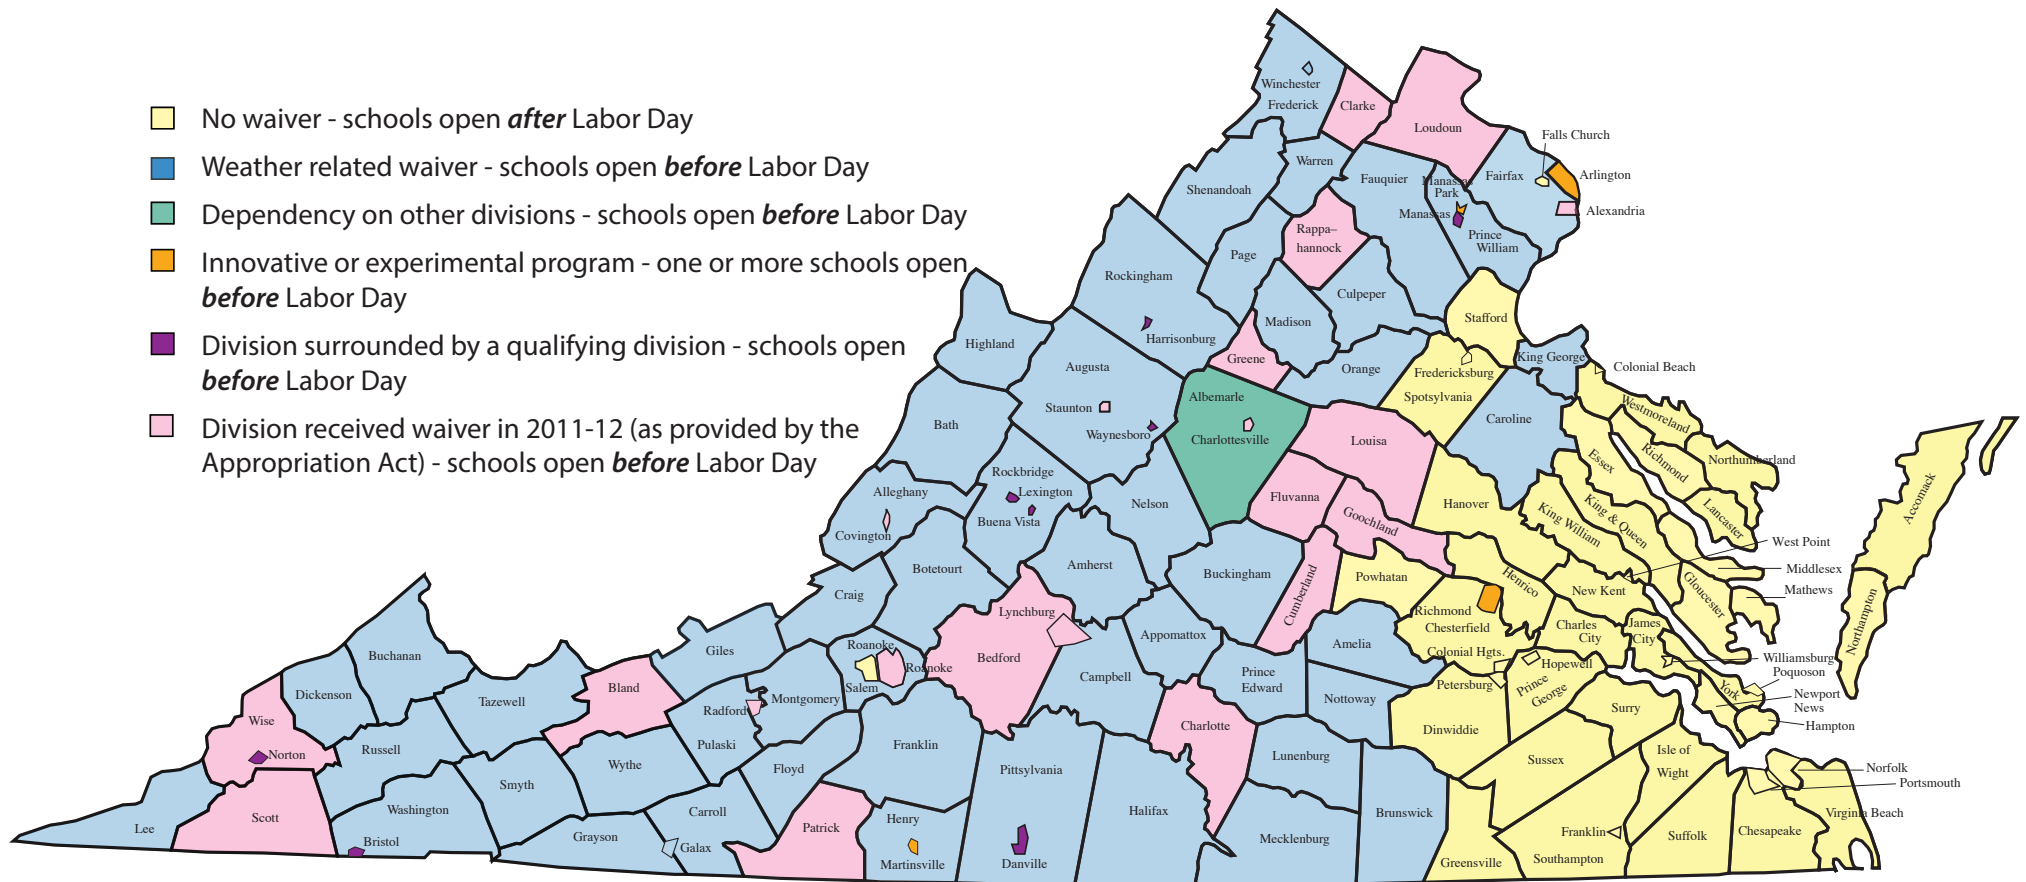 No waiver - schools open after Labor Day
Weather related waiver - schools open before Labor Day
Dependency on other divisions - schools open before Labor Day
Innovative or experimental program - one or more schools open
before Labor Day
Division surrounded by a qualifying division - schools open
before Labor Day
Division received waiver in 2011-12 (as provided by the
Appropriation Act) - schools open before Labor Day
Winchester
Frederick
Clarke
Loudoun
Falls Church
Warren
Shenandoah
Fauquier
Manassas
Park
Manassas
Fairfax
Arlington
Alexandria
Prince
William
Rappa–
hannock
Page
Rockingham
Harrisonburg
Culpeper
Madison
Stafford
Highland
Greene
Orange
King George
Colonial Beach
Fredericksburg
Spotsylvania
Augusta
Staunton
Waynesboro
Albemarle
Charlottesville
Caroline
Westmoreland
Bath
Louisa
Essex
Richmond
Northumberland
Rockbridge
Lexington
Buena Vista
Alleghany
Covington
Nelson
Fluvanna
Goochland
Hanover
King William
King & Queen
Lancaster
Accomack
West Point
Middlesex
Mathews
Botetourt
Craig
Amherst
Buckingham
Cumberland
Powhatan
Henrico
New Kent
Gloucester
Northampton
Richmond
Chesterfield
Colonial Hgts.
Charles
City
James
City
Lynchburg
Bedford
Appomattox
Amelia
Petersburg
Hopewell
Prince
George
Williamsburg
Poquoson
York
Newport
News
Hampton
Buchanan
Dickenson
Tazewell
Giles
Bland
Roanoke
Roanoke
Salem
Montgomery
Radford
Pulaski
Campbell
Prince
Edward
Nottoway
Charlotte
Dinwiddie
Surry
Wise
Norton
Russell
Wythe
Floyd
Franklin
Pittsylvania
Lunenburg
Sussex
Isle of
Wight
Norfolk
Portsmouth
Smyth
Washington
Scott
Lee
Bristol
Grayson
Carroll
Galax
Patrick
Henry
Martinsville
Danville
Halifax
Mecklenburg
Brunswick
Greensville
Franklin
Southampton
Suffolk
Chesapeake
Virginia Beach